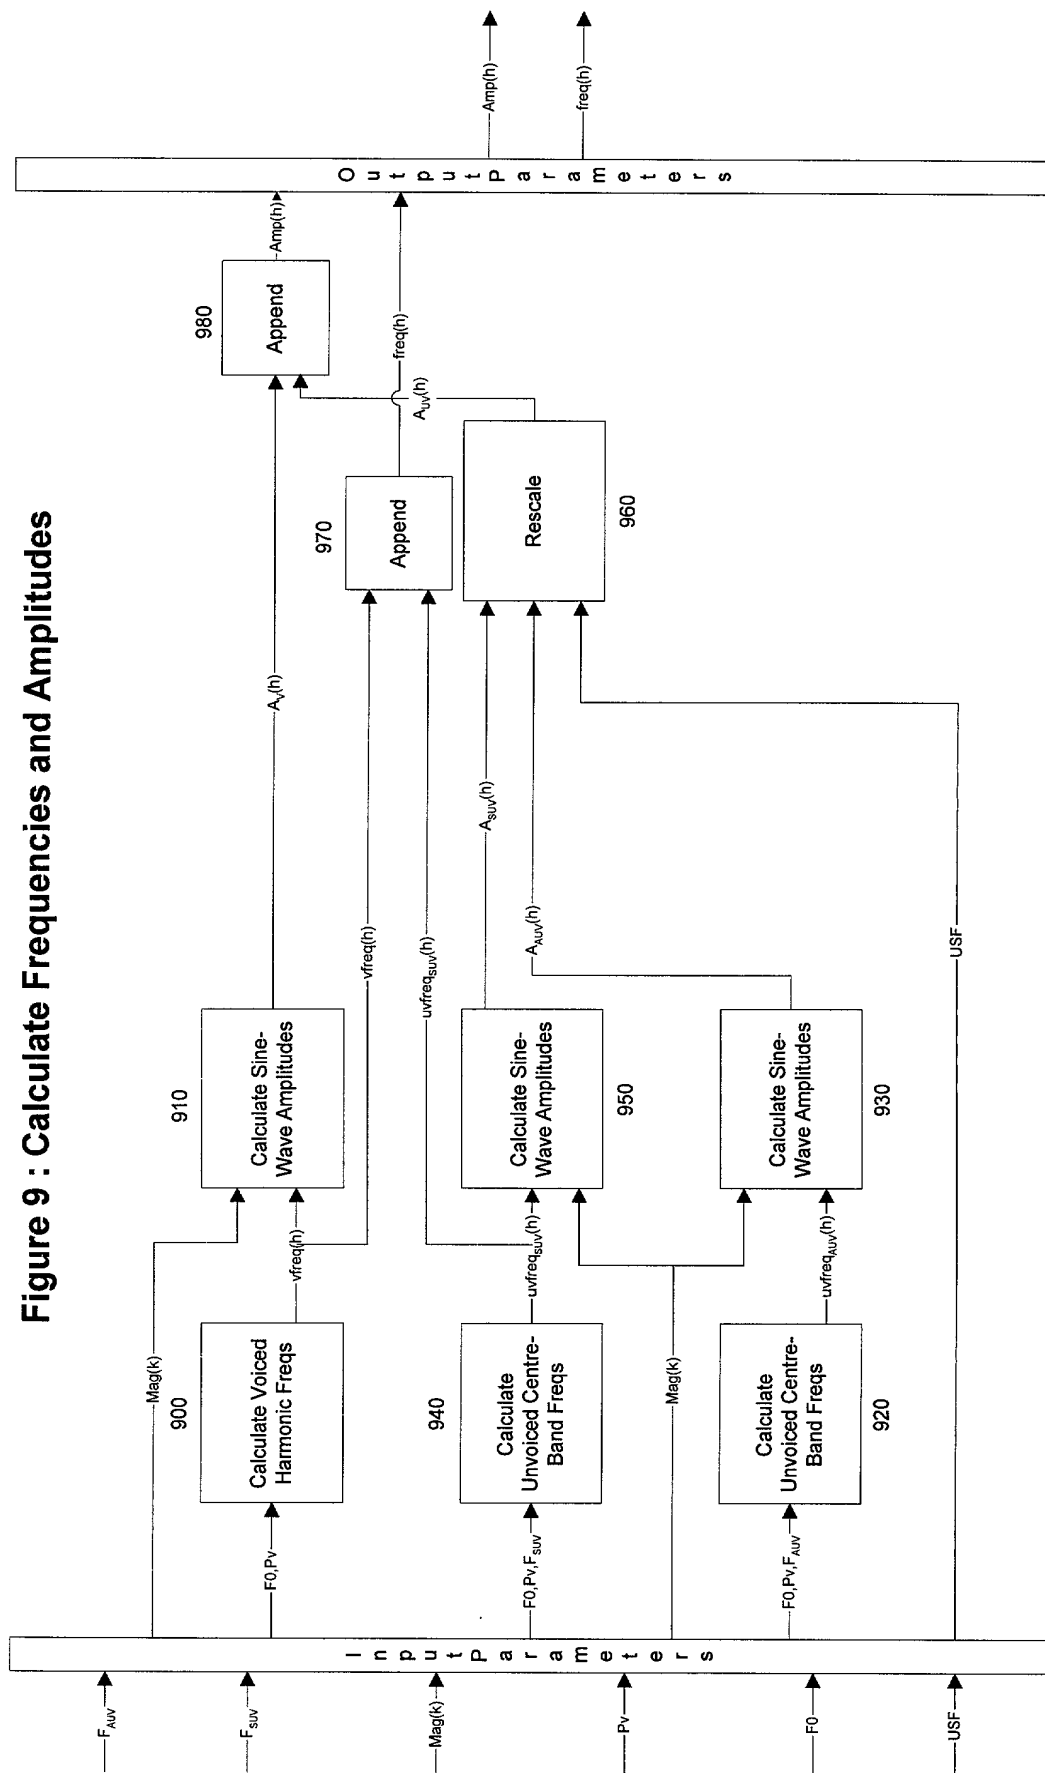 Figure 9 : Calculate Frequencies and Amplitudes
F_AUV
F_SUV
Mag(k)
Pv
F0
USF
Input Parameters
Mag(k)
F0,Pv
F0,Pv,F_SUV
Mag(k)
F0,Pv,F_AUV
USF
900
Calculate Voiced
Harmonic Freqs
940
Calculate
Unvoiced Centre-
Band Freqs
Calculate
Unvoiced Centre-
Band Freqs
920
vfreq(h)
uvfreq_SUV(h)
uvfreq_AUV(h)
910
Calculate Sine-
Wave Amplitudes
Calculate Sine-
Wave Amplitudes
950
Calculate Sine-
Wave Amplitudes
930
vfreq(h)
uvfreq_SUV(h)
A_V(h)
A_SUV(h)
A_AUV(h)
970
Append
Rescale
960
A_UV(h)
freq(h)
980
Append
Amp(h)
Output Parameters
Amp(h)
freq(h)